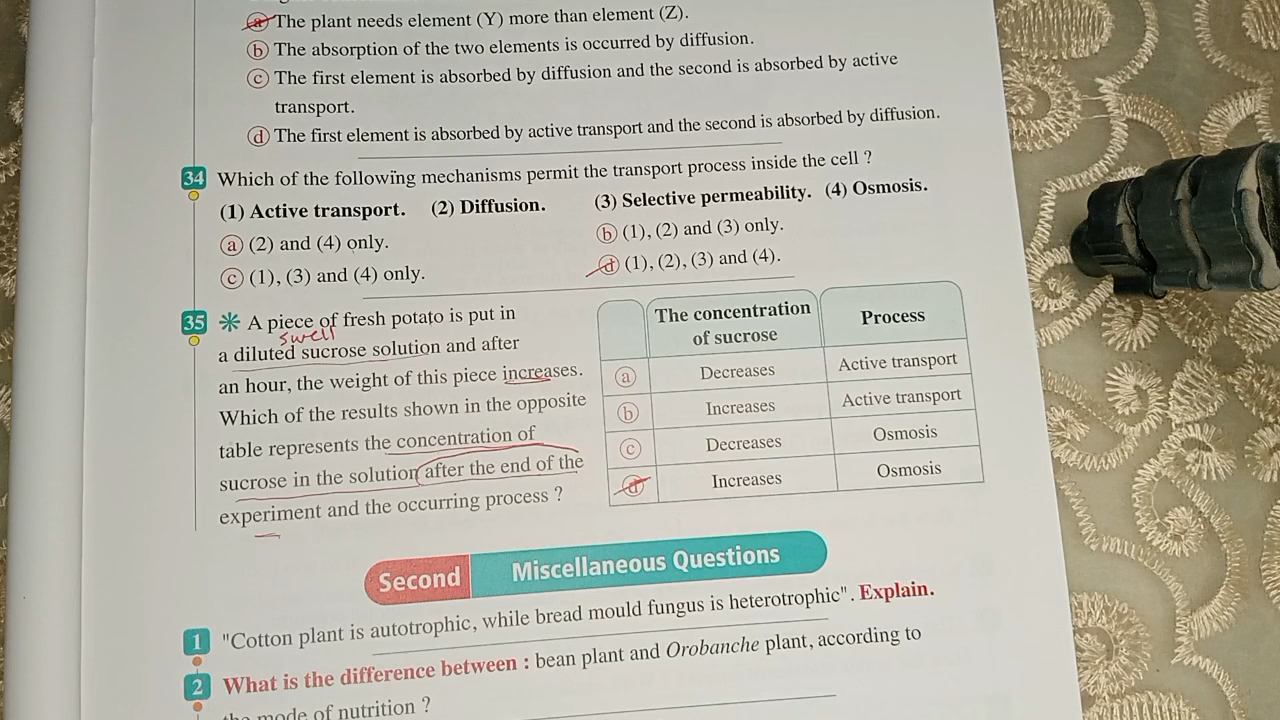 ⓐ The plant needs element (Y) more than element (Z).
ⓑ The absorption of the two elements is occurred by diffusion.
ⓒ The first element is absorbed by diffusion and the second is absorbed by active
transport.
ⓓ The first element is absorbed by active transport and the second is absorbed by diffusion.
34 Which of the following mechanisms permit the transport process inside the cell ?
(1) Active transport. (2) Diffusion. (3) Selective permeability. (4) Osmosis.
ⓐ (2) and (4) only. ⓑ (1), (2) and (3) only.
ⓒ (1), (3) and (4) only. ⓓ (1), (2), (3) and (4).
35 ✳ A piece of fresh potato is put in
swell
a diluted sucrose solution and after
an hour, the weight of this piece increases.
Which of the results shown in the opposite
table represents the concentration of
sucrose in the solution after the end of the
experiment and the occurring process ?
The concentration of sucrose Process
ⓐ Decreases Active transport
ⓑ Increases Active transport
ⓒ Decreases Osmosis
ⓓ Increases Osmosis
Second Miscellaneous Questions
1 "Cotton plant is autotrophic, while bread mould fungus is heterotrophic". Explain.
2 What is the difference between : bean plant and Orobanche plant, according to
the mode of nutrition ?